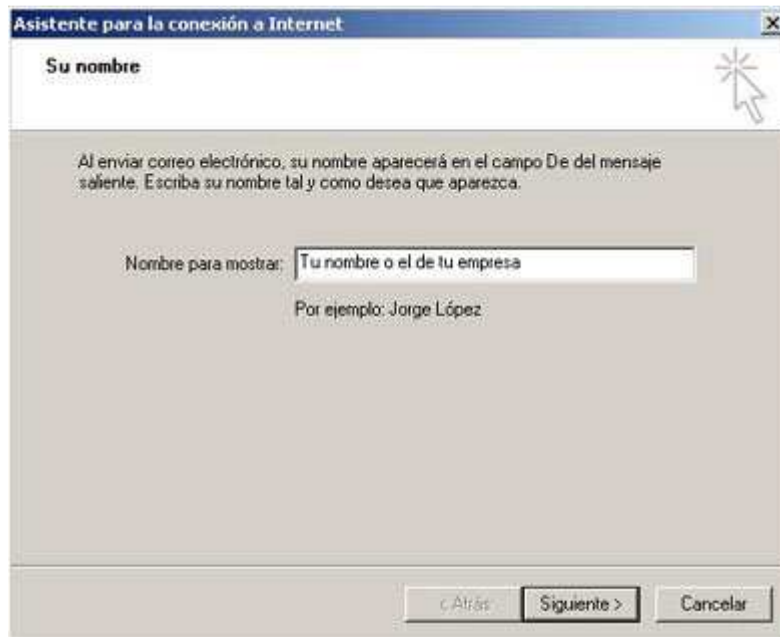 Asistente para la conexión a Internet
Su nombre
Al enviar correo electrónico, su nombre aparecerá en el campo De del mensaje
saliente. Escriba su nombre tal y como desea que aparezca.
Nombre para mostrar: Tu nombre o el de tu empresa
Por ejemplo: Jorge López
< Atrás Siguiente > Cancelar